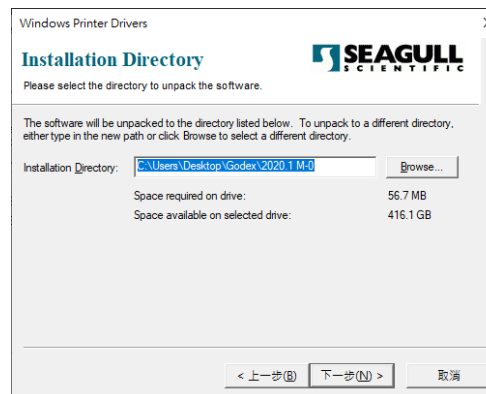 Windows Printer Drivers
Installation Directory
SEAGULL
SCIENTIFIC
Please select the directory to unpack the software.
The software will be unpacked to the directory listed below. To unpack to a different directory,
either type in the new path or click Browse to select a different directory.
Installation Directory: C:\Users\Desktop\Godex\2020.1 M-0 Browse...
Space required on drive: 56.7 MB
Space available on selected drive: 416.1 GB
< 上一步(B) 下一步(N) > 取消